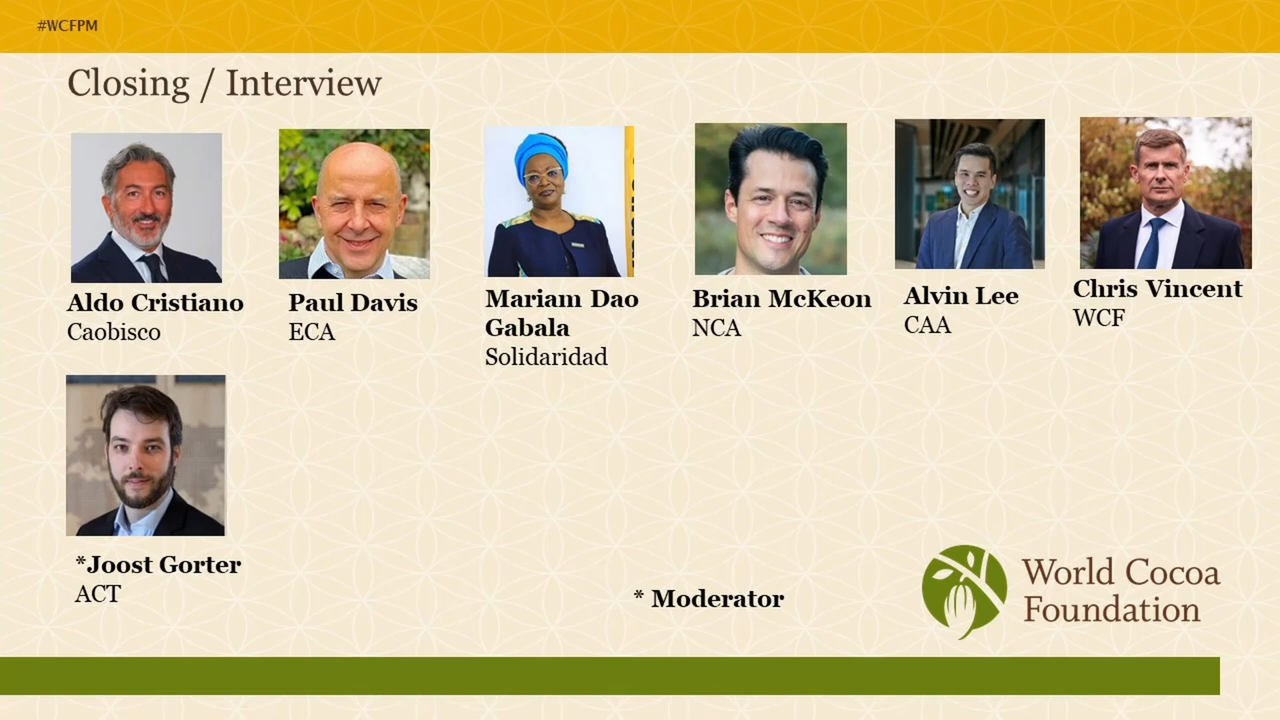 #WCFPM
Closing / Interview
Aldo Cristiano
Caobisco
Paul Davis
ECA
Mariam Dao
Gabala
Solidaridad
Brian McKeon
NCA
Alvin Lee
CAA
Chris Vincent
WCF
*Joost Gorter
ACT
* Moderator
World Cocoa
Foundation